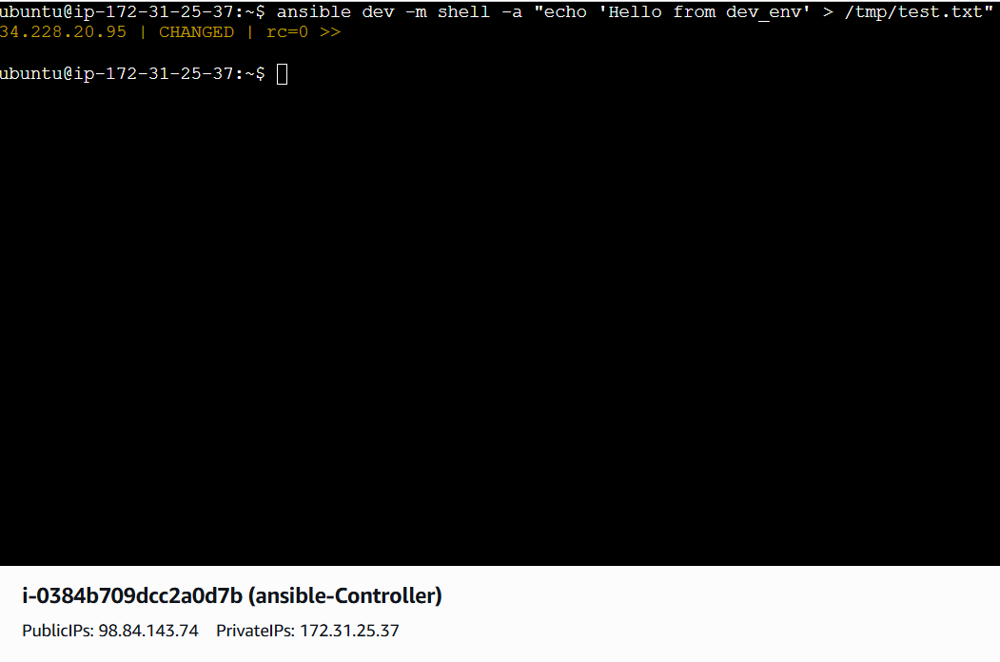 ubuntu@ip-172-31-25-37:~$ ansible dev -m shell -a "echo 'Hello from dev_env' > /tmp/test.txt"
34.228.20.95 | CHANGED | rc=0 >>
ubuntu@ip-172-31-25-37:~$
i-0384b709dcc2a0d7b (ansible-Controller)
PublicIPs: 98.84.143.74 PrivateIPs: 172.31.25.37